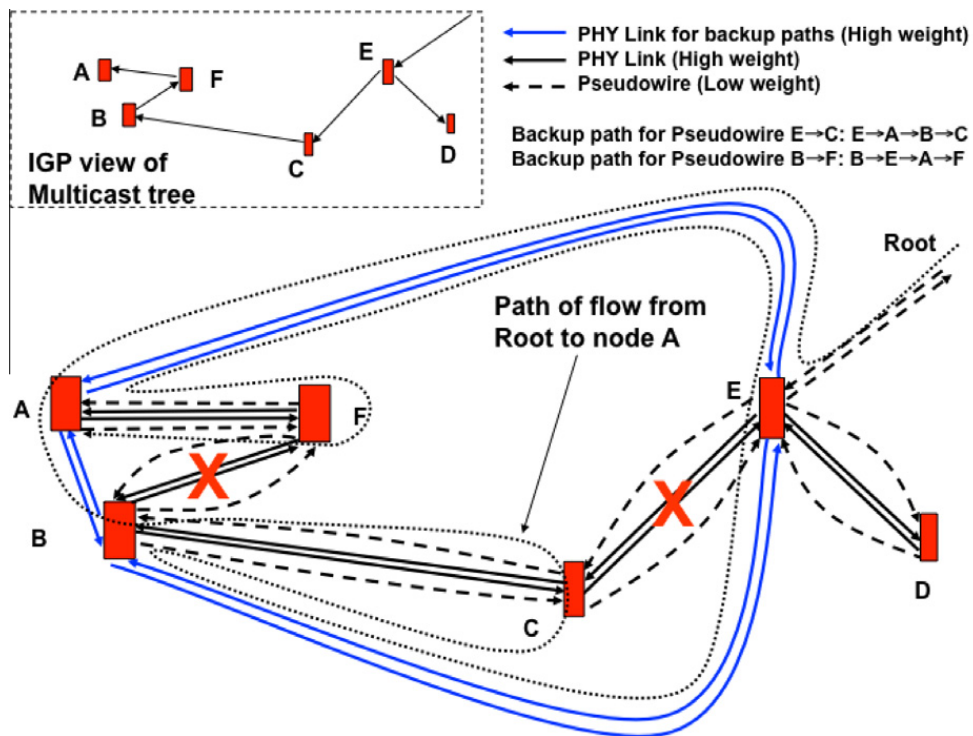 A
F
E
B
C
D
IGP view of
Multicast tree
PHY Link for backup paths (High weight)
PHY Link (High weight)
Pseudowire (Low weight)
Backup path for Pseudowire E→C: E→A→B→C
Backup path for Pseudowire B→F: B→E→A→F
Root
Path of flow from
Root to node A
A
F
E
X
X
B
C
D